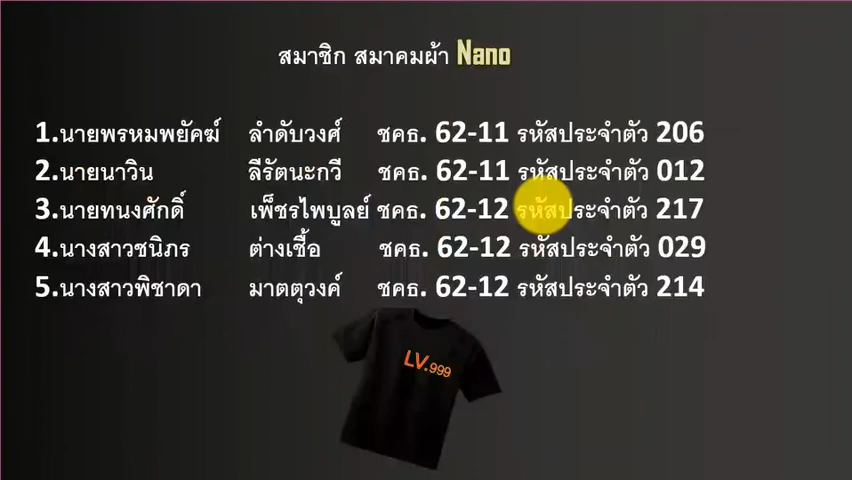 สมาชิก สมาคมผ้า Nano
1.นายพรหมพยัคฆ์ ลำดับวงศ์ ชคธ. 62-11 รหัสประจำตัว 206
2.นายนาวิน ลีรัตนะกวี ชคธ. 62-11 รหัสประจำตัว 012
3.นายทนงศักดิ์ เพ็ชรไพบูลย์ ชคธ. 62-12 รหัสประจำตัว 217
4.นางสาวชนิภร ต่างเชื้อ ชคธ. 62-12 รหัสประจำตัว 029
5.นางสาวพิชาดา มาตตุวงค์ ชคธ. 62-12 รหัสประจำตัว 214
LV.999